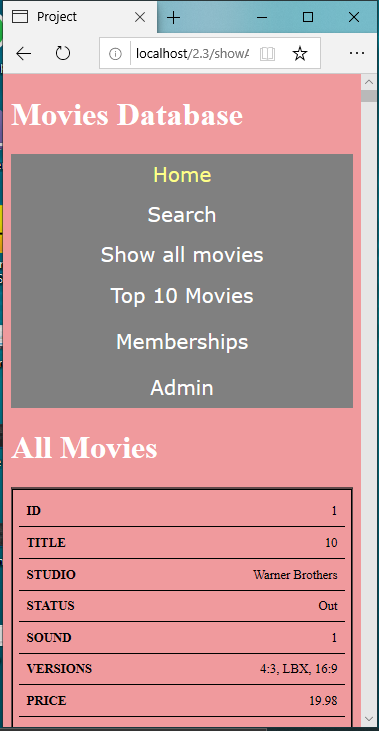 Project
localhost/2.3/showA
Movies Database
Home
Search
Show all movies
Top 10 Movies
Memberships
Admin
All Movies
ID 1
TITLE 10
STUDIO Warner Brothers
STATUS Out
SOUND 1
VERSIONS 4:3, LBX, 16:9
PRICE 19.98